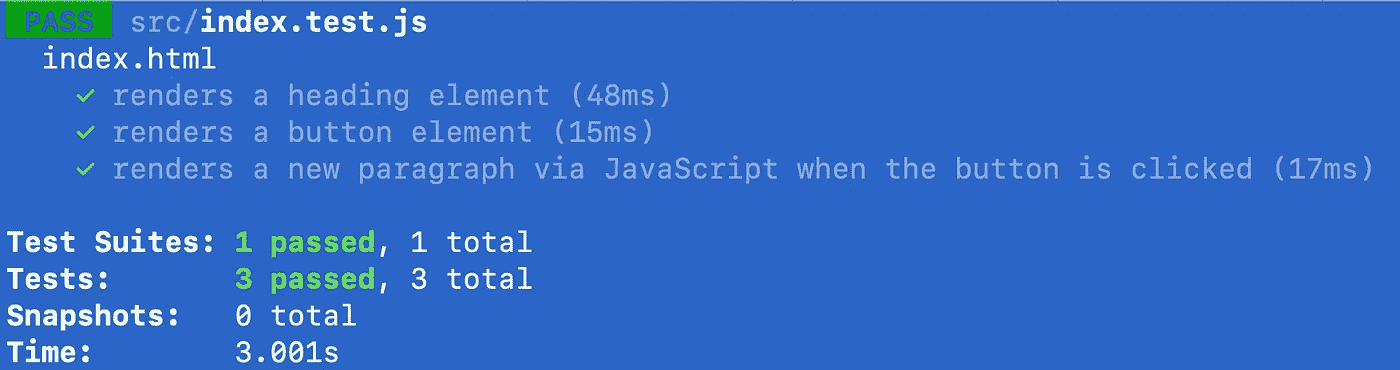 PASS src/index.test.js
index.html
✓ renders a heading element (48ms)
✓ renders a button element (15ms)
✓ renders a new paragraph via JavaScript when the button is clicked (17ms)
Test Suites: 1 passed, 1 total
Tests: 3 passed, 3 total
Snapshots: 0 total
Time: 3.001s